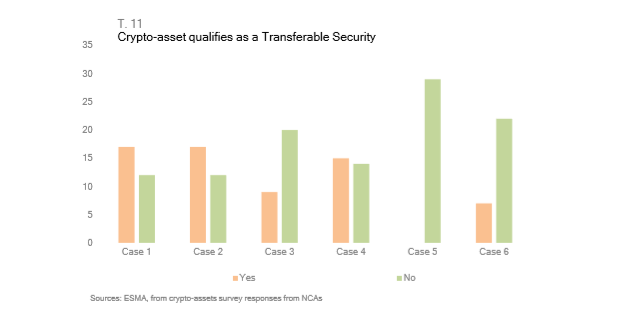 T. 11
Crypto-asset qualifies as a Transferable Security
35
30
25
20
15
10
5
0
Case 1 Case 2 Case 3 Case 4 Case 5 Case 6
Yes No
Sources: ESMA, from crypto-assets survey responses from NCAs